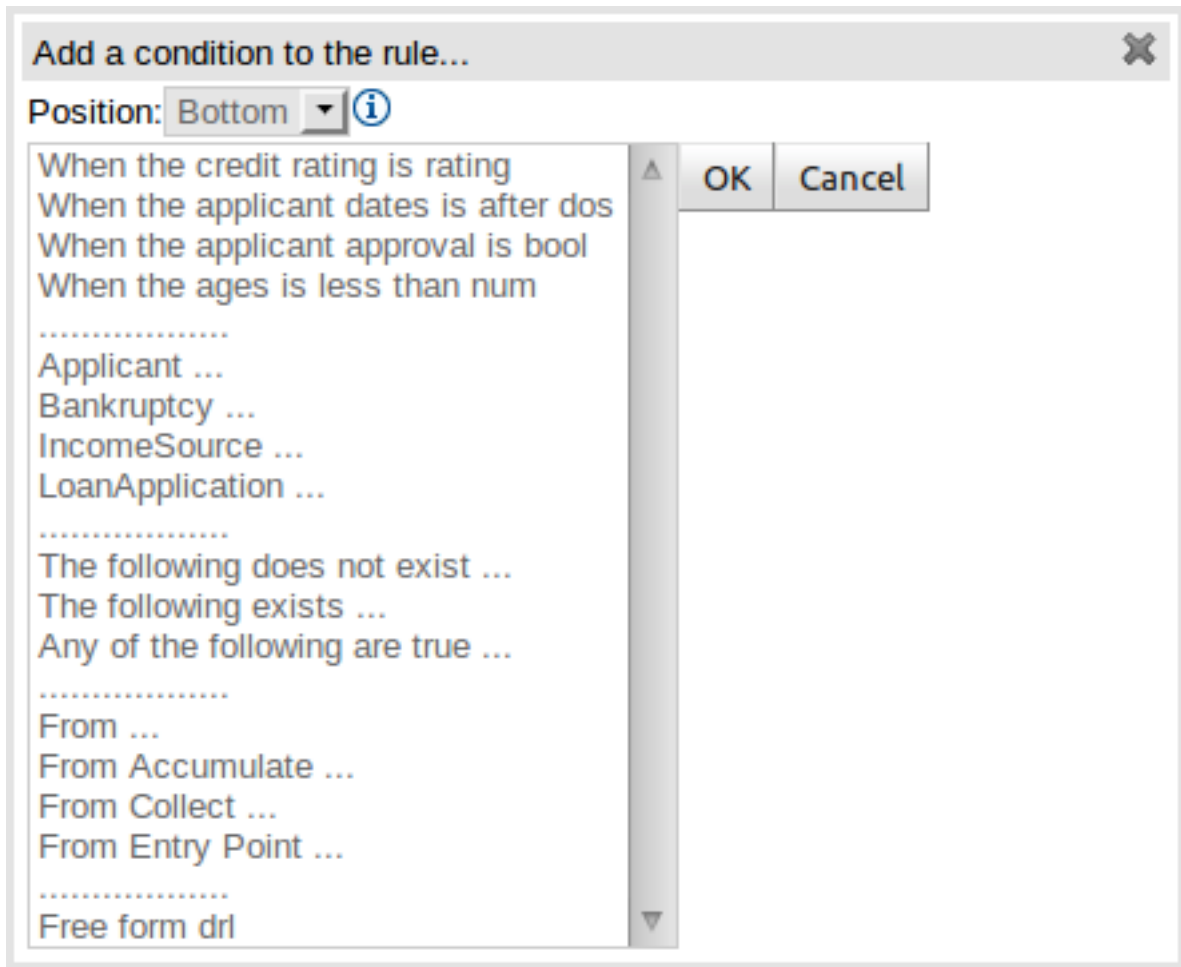 Add a condition to the rule...
Position: Bottom
When the credit rating is rating
When the applicant dates is after dos
When the applicant approval is bool
When the ages is less than num
..................
Applicant ...
Bankruptcy ...
IncomeSource ...
LoanApplication ...
..................
The following does not exist ...
The following exists ...
Any of the following are true ...
..................
From ...
From Accumulate ...
From Collect ...
From Entry Point ...
..................
Free form drl
OK Cancel